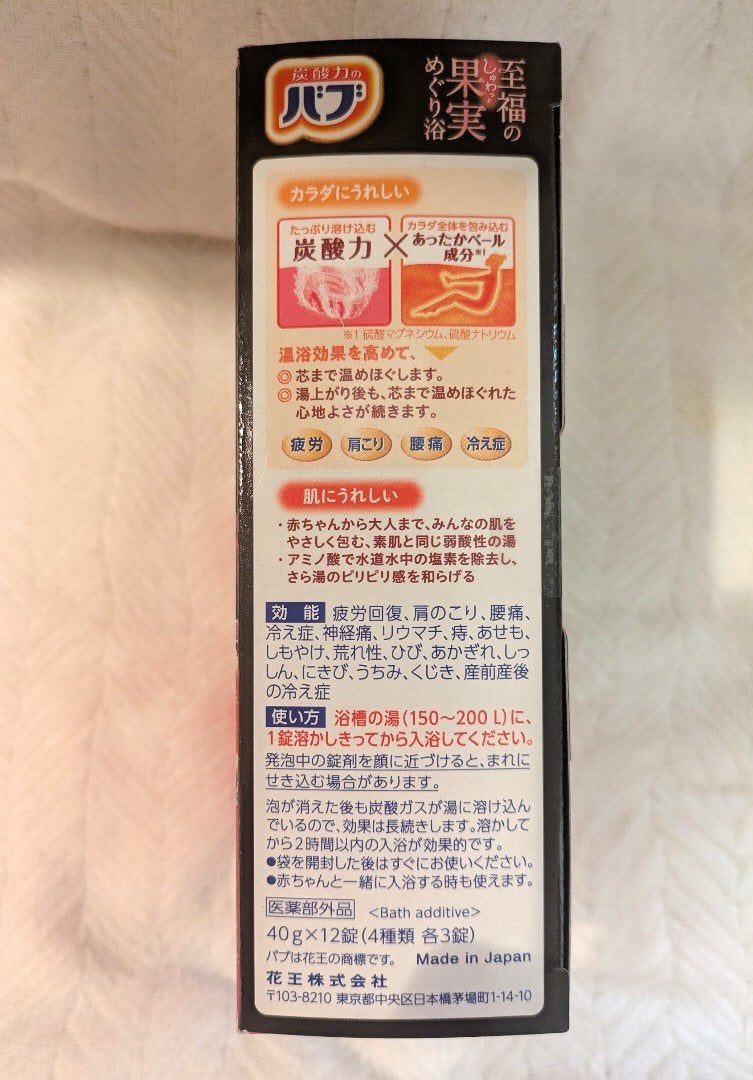 炭酸力の
バブ
至福の
しゅわっと
果実
めぐり浴
カラダにうれしい
たっぷり溶け込む
炭酸力
×
カラダ全体を包み込む
あったかベール
成分※1
※1 硫酸マグネシウム、硫酸ナトリウム
温浴効果を高めて、
◎芯まで温めほぐします。
◎湯上がり後も、芯まで温めほぐれた
心地よさが続きます。
疲労 肩こり 腰痛 冷え症
肌にうれしい
・赤ちゃんから大人まで、みんなの肌を
やさしく包む、素肌と同じ弱酸性の湯
・アミノ酸で水道水中の塩素を除去し、
さら湯のピリピリ感を和らげる
効能 疲労回復、肩のこり、腰痛、
冷え症、神経痛、リウマチ、痔、あせも、
しもやけ、荒れ性、ひび、あかぎれ、しっ
しん、にきび、うちみ、くじき、産前産後
の冷え症
使い方 浴槽の湯(150〜200 L)に、
1錠溶かしきってから入浴してください。
発泡中の錠剤を顔に近づけると、まれに
せき込む場合があります。
泡が消えた後も炭酸ガスが湯に溶け込ん
でいるので、効果は長続きします。溶かして
から2時間以内の入浴が効果的です。
●袋を開封した後はすぐにお使いください。
●赤ちゃんと一緒に入浴する時も使えます。
医薬部外品 <Bath additive>
40g×12錠(4種類 各3錠)
バブは花王の商標です。 Made in Japan
花王株式会社
〒103-8210 東京都中央区日本橋茅場町1-14-10